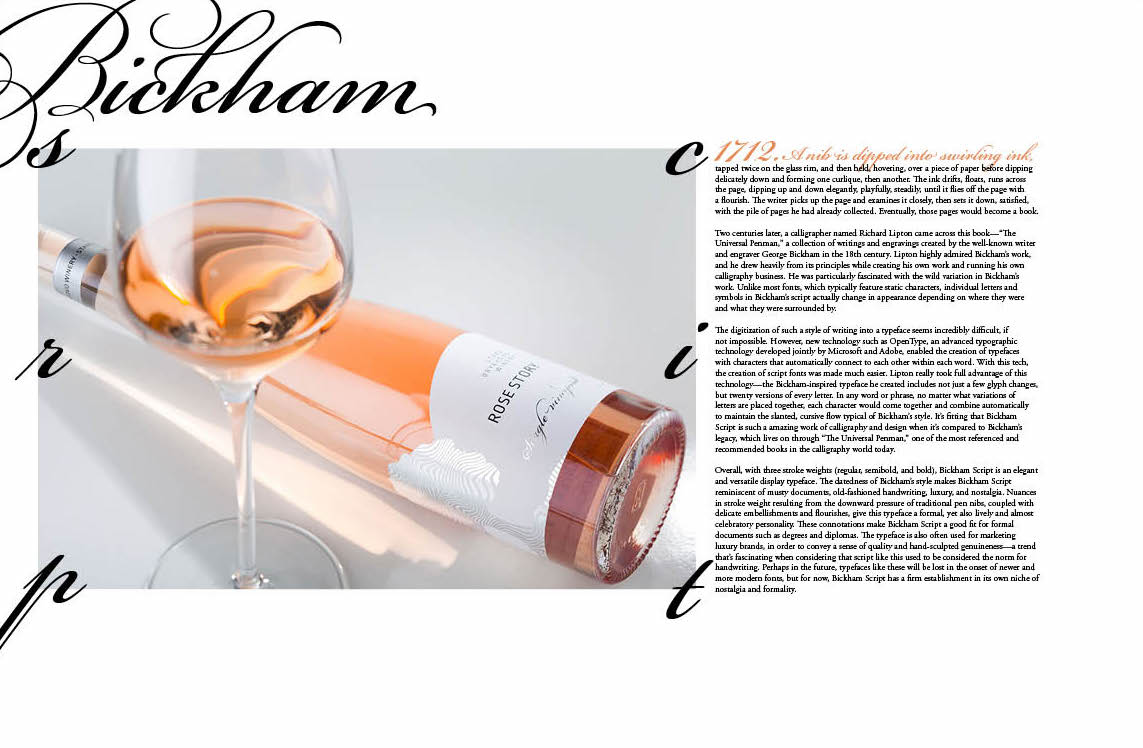 Bickham
s
c
r
i
p
t
ROSE STORY
1712. A nib is dipped into swirling ink,
tapped twice on the glass rim, and then held, hovering, over a piece of paper before dipping
delicately down and forming one curlique, then another. The ink drifts, floats, runs across
the page, dipping up and down elegantly, playfully, steadily, until it flies off the page with
a flourish. The writer picks up the page and examines it closely, then sets it down, satisfied,
with the pile of pages he had already collected. Eventually, those pages would become a book.
Two centuries later, a calligrapher named Richard Lipton came across this book—“The
Universal Penman,” a collection of writings and engravings created by the well-known writer
and engraver George Bickham in the 18th century. Lipton highly admired Bickham's work,
and he drew heavily from its principles while creating his own work and running his own
calligraphy business. He was particularly fascinated with the wild variation in Bickham's
work. Unlike most fonts, which typically feature static characters, individual letters and
symbols in Bickham's script actually change in appearance depending on where they were
and what they were surrounded by.
The digitization of such a style of writing into a typeface seems incredibly difficult, if
not impossible. However, new technology such as OpenType, an advanced typographic
technology developed jointly by Microsoft and Adobe, enabled the creation of typefaces
with characters that automatically connect to each other within each word. With this tech,
the creation of script fonts was made much easier. Lipton really took full advantage of this
technology—the Bickham-inspired typeface he created includes not just a few glyph changes,
but twenty versions of every letter. In any word or phrase, no matter what variations of
letters are placed together, each character would come together and combine automatically
to maintain the slanted, cursive flow typical of Bickham's style. It's fitting that Bickham
Script is such a amazing work of calligraphy and design when it's compared to Bickham's
legacy, which lives on through “The Universal Penman,” one of the most referenced and
recommended books in the calligraphy world today.
Overall, with three stroke weights (regular, semibold, and bold), Bickham Script is an elegant
and versatile display typeface. The datedness of Bickham's style makes Bickham Script
reminiscent of musty documents, old-fashioned handwriting, luxury, and nostalgia. Nuances
in stroke weight resulting from the downward pressure of traditional pen nibs, coupled with
delicate embellishments and flourishes, give this typeface a formal, yet also lively and almost
celebratory personality. These connotations make Bickham Script a good fit for formal
documents such as degrees and diplomas. The typeface is also often used for marketing
luxury brands, in order to convey a sense of quality and hand-sculpted genuineness—a trend
that's fascinating when considering that script like this used to be considered the norm for
handwriting. Perhaps in the future, typefaces like these will be lost in the onset of newer and
more modern fonts, but for now, Bickham Script has a firm establishment in its own niche of
nostalgia and formality.